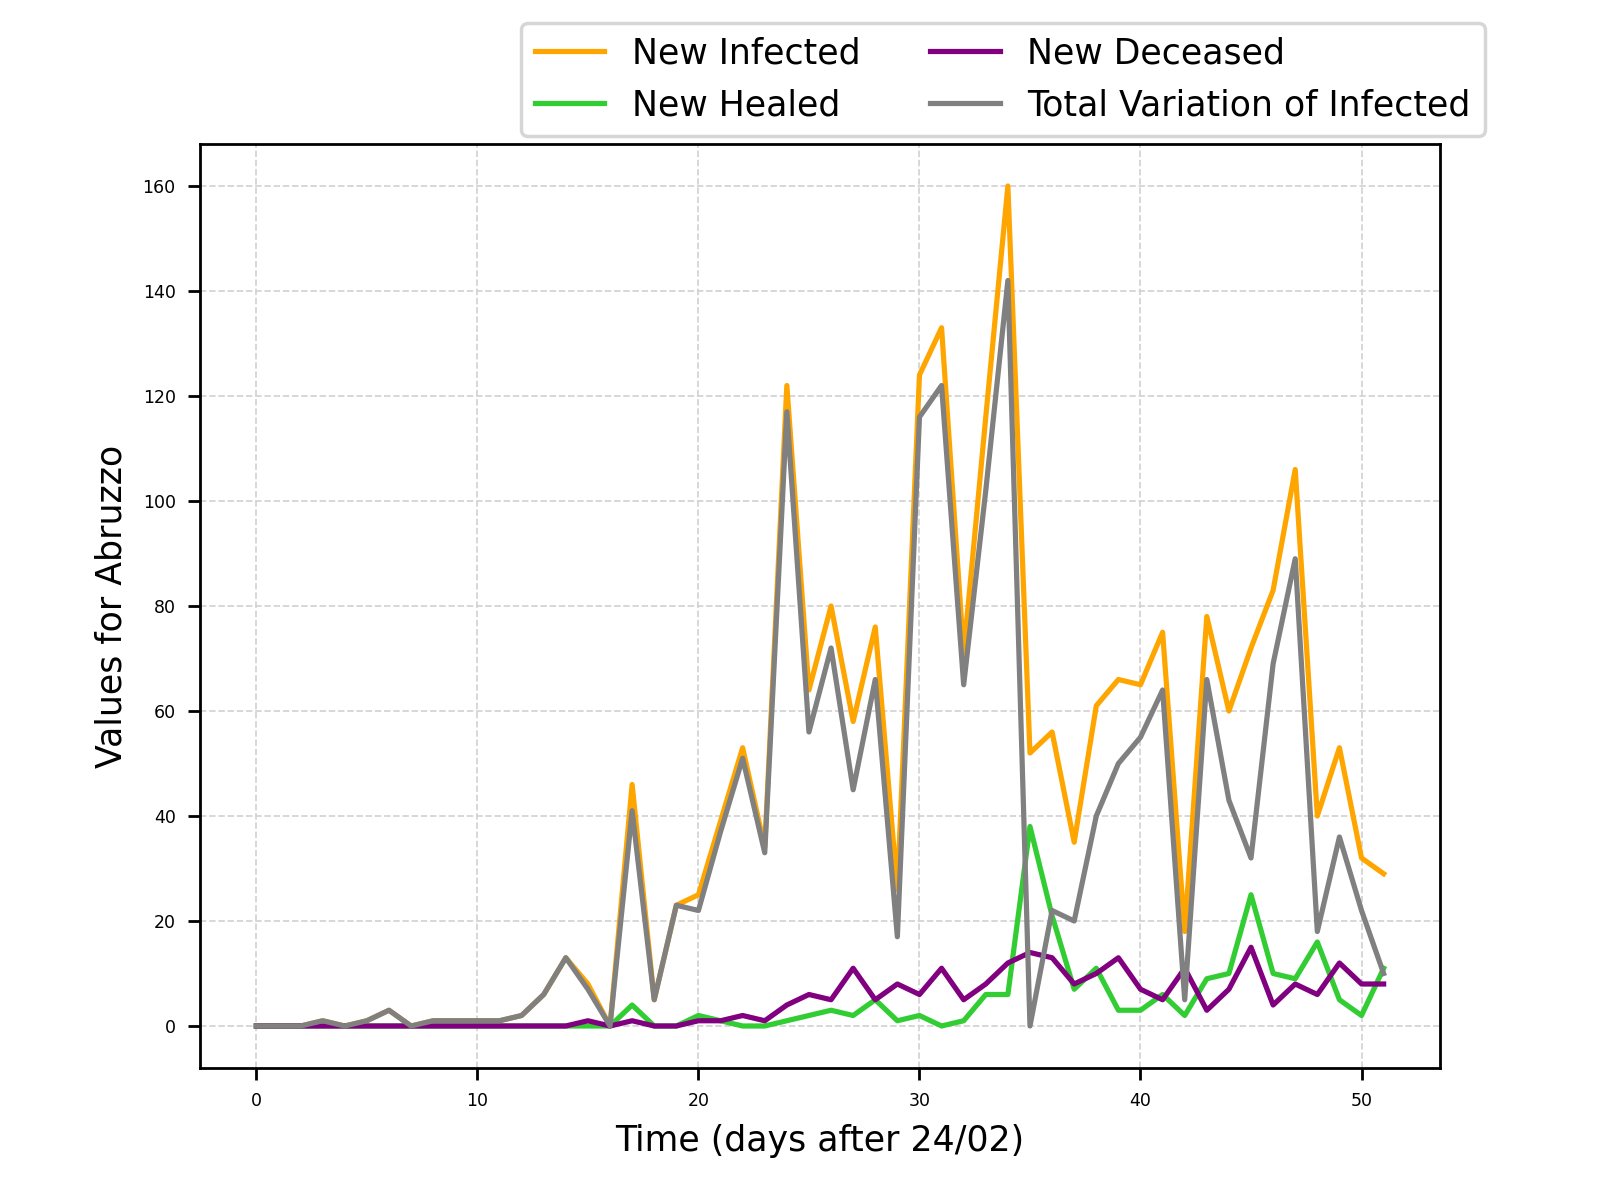 New Infected
New Healed
New Deceased
Total Variation of Infected
160
140
120
100
80
60
40
20
0
Values for Abruzzo
0 10 20 30 40 50
Time (days after 24/02)